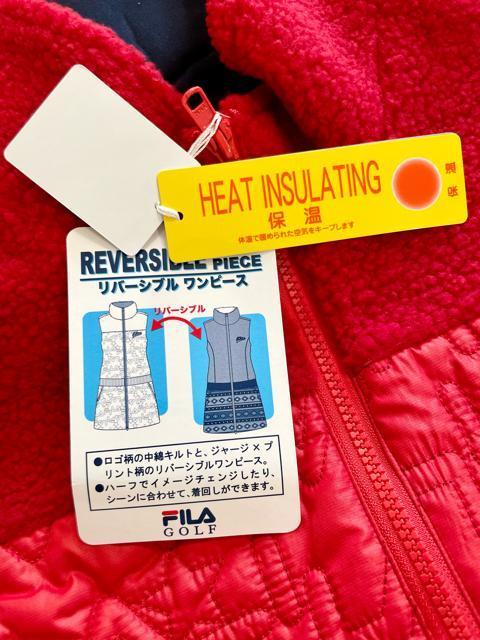 HEAT INSULATING
保温
体温で暖められた空気をキープします
REVERSIBLE PIECE
リバーシブル ワンピース
リバーシブル
●ロゴ柄の中綿キルトと、ジャージ×プ
リント柄のリバーシブルワンピース。
●ハーフでイメージチェンジしたり、
シーンに合わせて、着回しができます。
FILA
GOLF